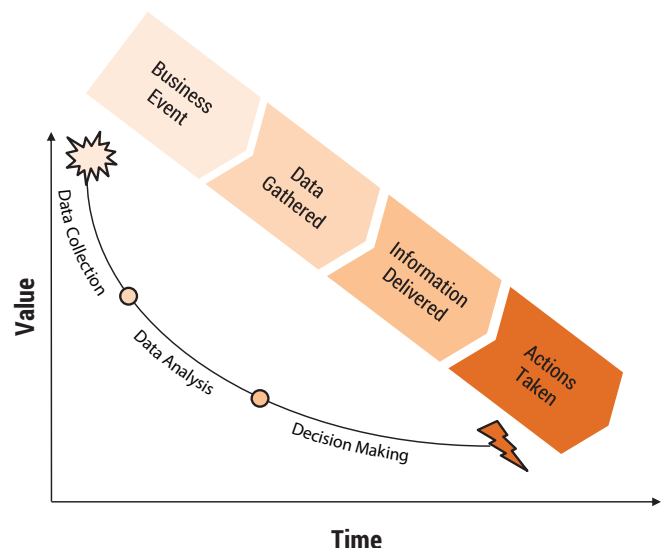 Business
Event
Data
Gathered
Information
Delivered
Actions
Taken
Value
Data Collection
Data Analysis
Decision Making
Time